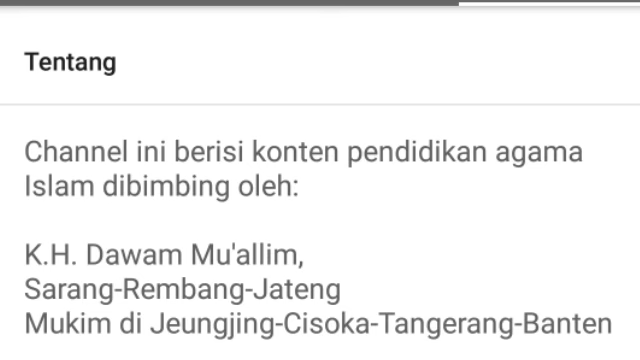 Tentang
Channel ini berisi konten pendidikan agama
Islam dibimbing oleh:
K.H. Dawam Mu'allim,
Sarang-Rembang-Jateng
Mukim di Jeungjing-Cisoka-Tangerang-Banten